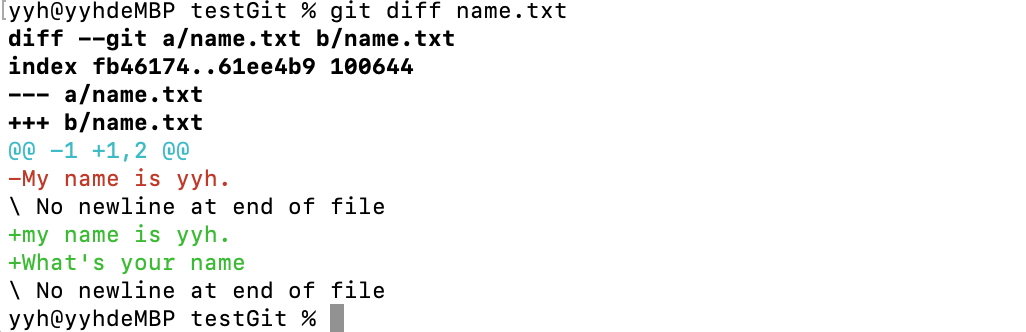 [yyh@yyhdeMBP testGit % git diff name.txt
diff --git a/name.txt b/name.txt
index fb46174..61ee4b9 100644
--- a/name.txt
+++ b/name.txt
@@ -1 +1,2 @@
-My name is yyh.
\ No newline at end of file
+my name is yyh.
+What's your name
\ No newline at end of file
yyh@yyhdeMBP testGit %